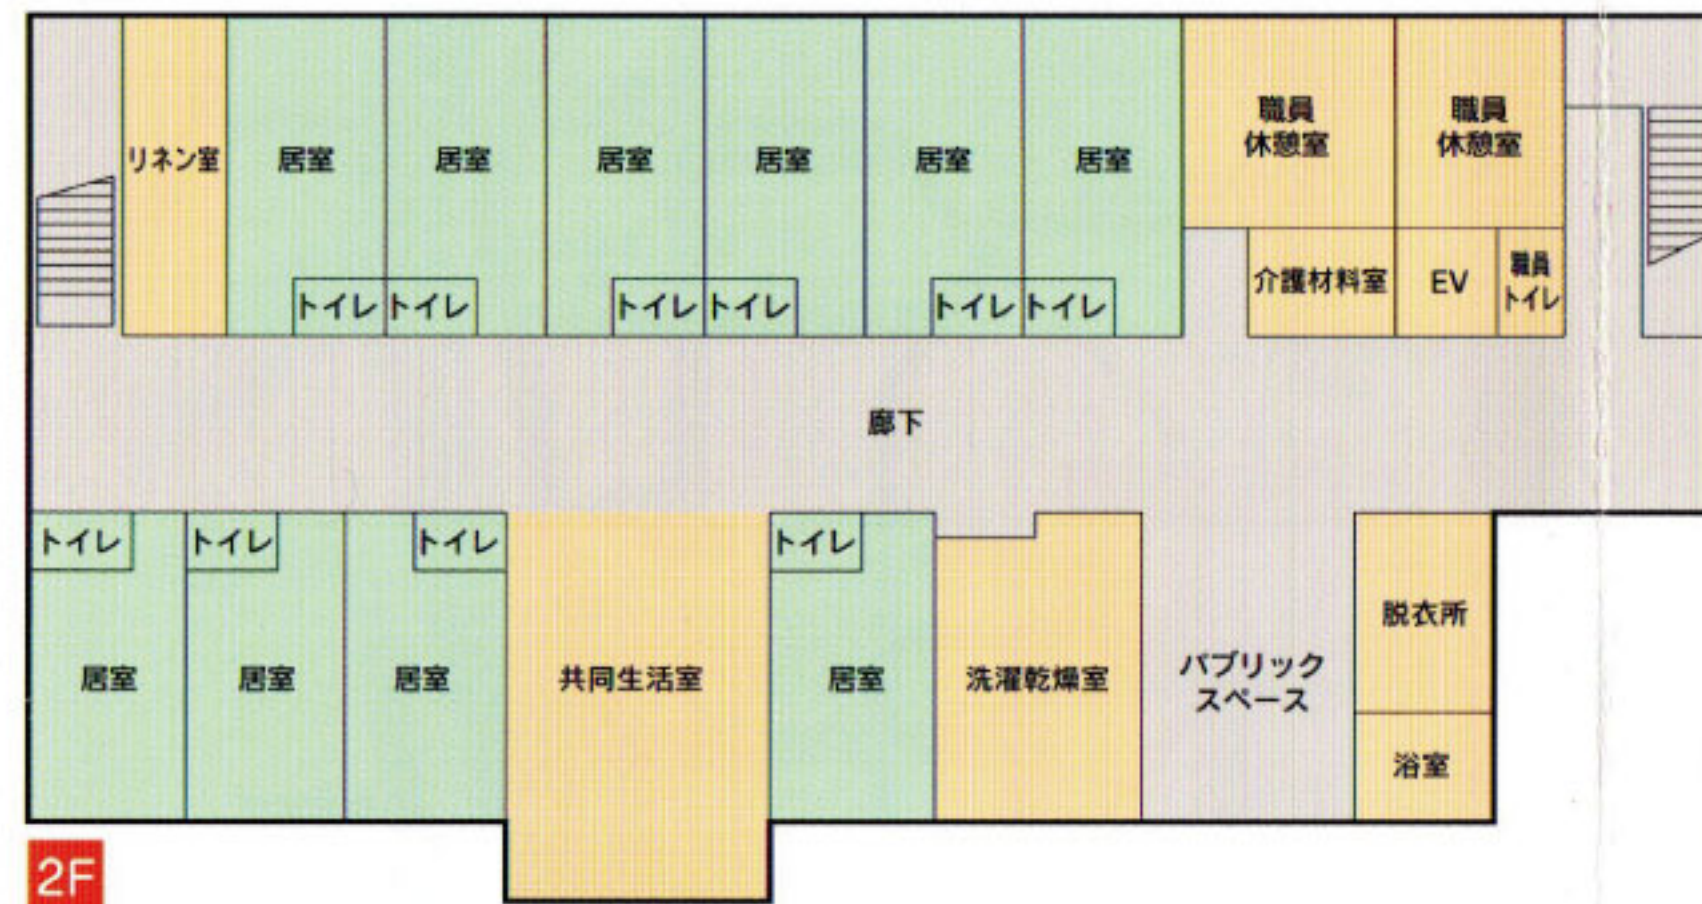 リネン室
居室
居室
居室
居室
居室
居室
職員
休憩室
職員
休憩室
トイレ
トイレ
トイレ
トイレ
トイレ
トイレ
介護材料室
EV
職員
トイレ
廊下
トイレ
トイレ
トイレ
トイレ
居室
居室
居室
共同生活室
居室
洗濯乾燥室
パブリック
スペース
脱衣所
浴室
2F